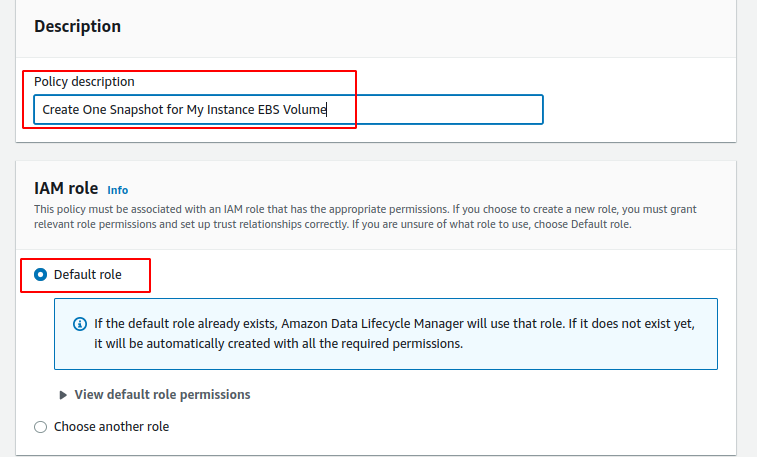 Description
Policy description
Create One Snapshot for My Instance EBS Volume
IAM role Info
This policy must be associated with an IAM role that has the appropriate permissions. If you choose to create a new role, you must grant
relevant role permissions and set up trust relationships correctly. If you are unsure of what role to use, choose Default role.
Default role
If the default role already exists, Amazon Data Lifecycle Manager will use that role. If it does not exist yet,
it will be automatically created with all the required permissions.
View default role permissions
Choose another role